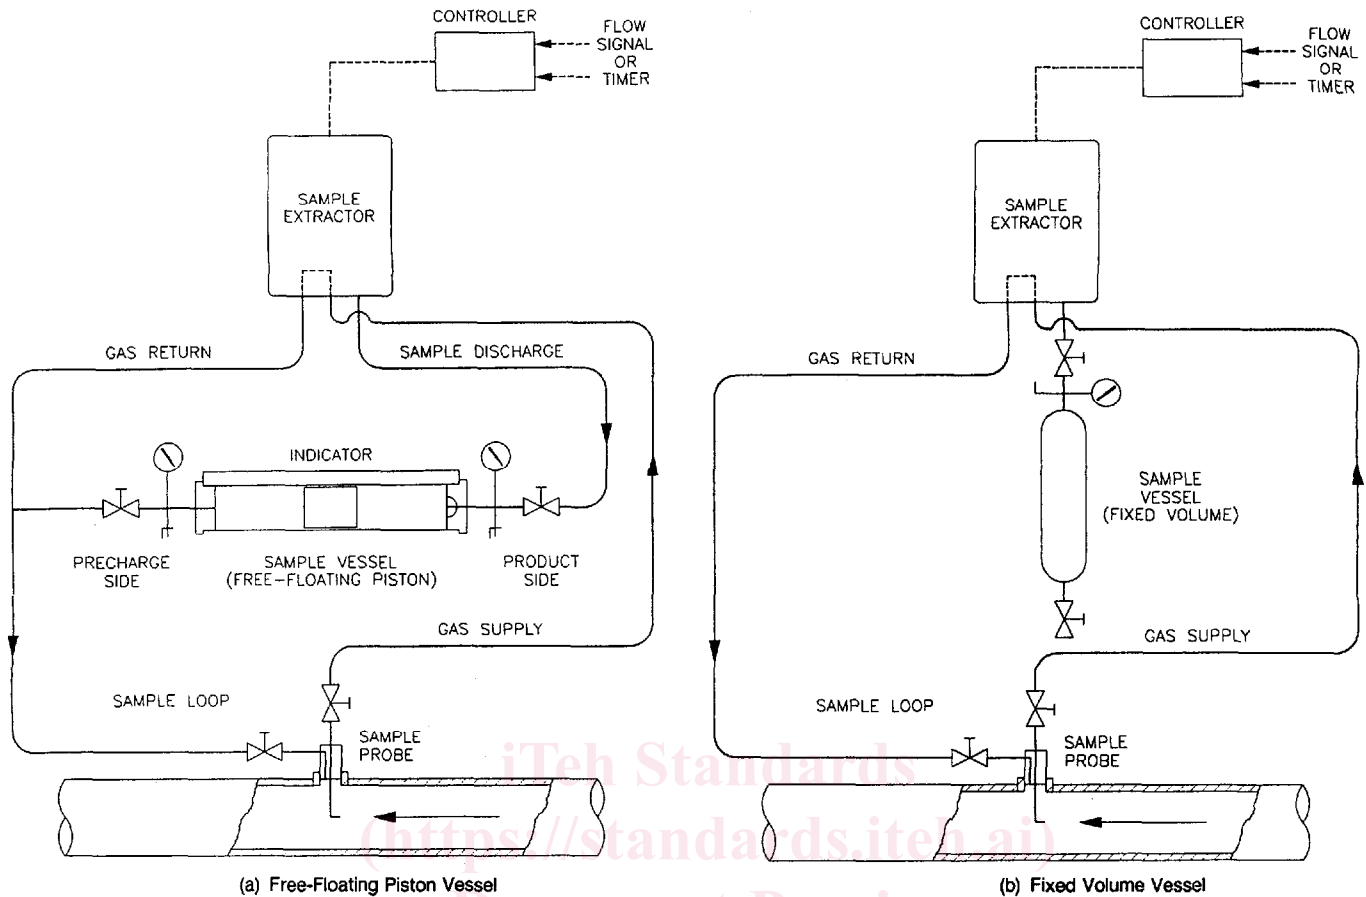 CONTROLLER
FLOW
SIGNAL
OR
TIMER
SAMPLE
EXTRACTOR
GAS RETURN
SAMPLE DISCHARGE
INDICATOR
PRECHARGE
SIDE
SAMPLE VESSEL
(FREE-FLOATING PISTON)
PRODUCT
SIDE
GAS SUPPLY
SAMPLE LOOP
SAMPLE
PROBE
(a) Free-Floating Piston Vessel
CONTROLLER
FLOW
SIGNAL
OR
TIMER
SAMPLE
EXTRACTOR
GAS RETURN
SAMPLE
VESSEL
(FIXED VOLUME)
GAS SUPPLY
SAMPLE LOOP
SAMPLE
PROBE
(b) Fixed Volume Vessel
iTeh Standards
(https://standards.iteh.ai)